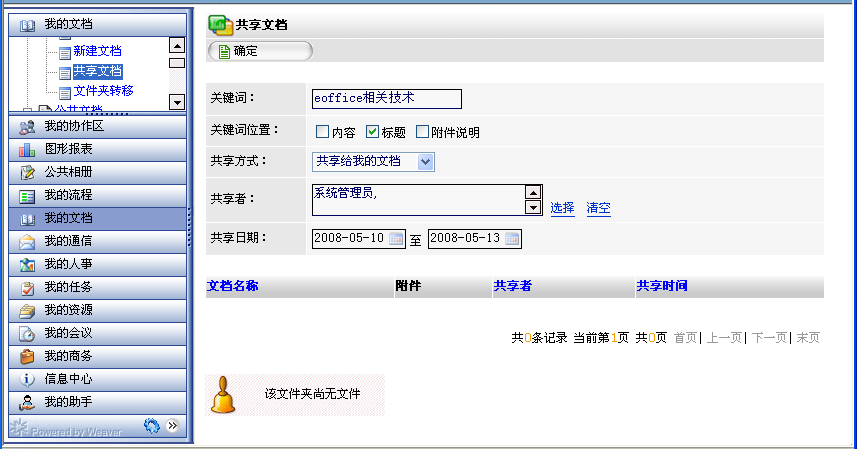 我的文档
新建文档
共享文档
文件夹转移
公共文档
我的协作区
图形报表
公共相册
我的流程
我的文档
我的通信
我的人事
我的任务
我的资源
我的会议
我的商务
信息中心
我的助手
Powered by Weaver
共享文档
确定
关键词：
eoffice相关技术
关键词位置：
内容 标题 附件说明
共享方式：
共享给我的文档
共享者：
系统管理员,
选择 清空
共享日期：
2008-05-10 至 2008-05-13
文档名称 附件 共享者 共享时间
共0条记录 当前第1页 共0页 首页| 上一页| 下一页| 末页
该文件夹尚无文件